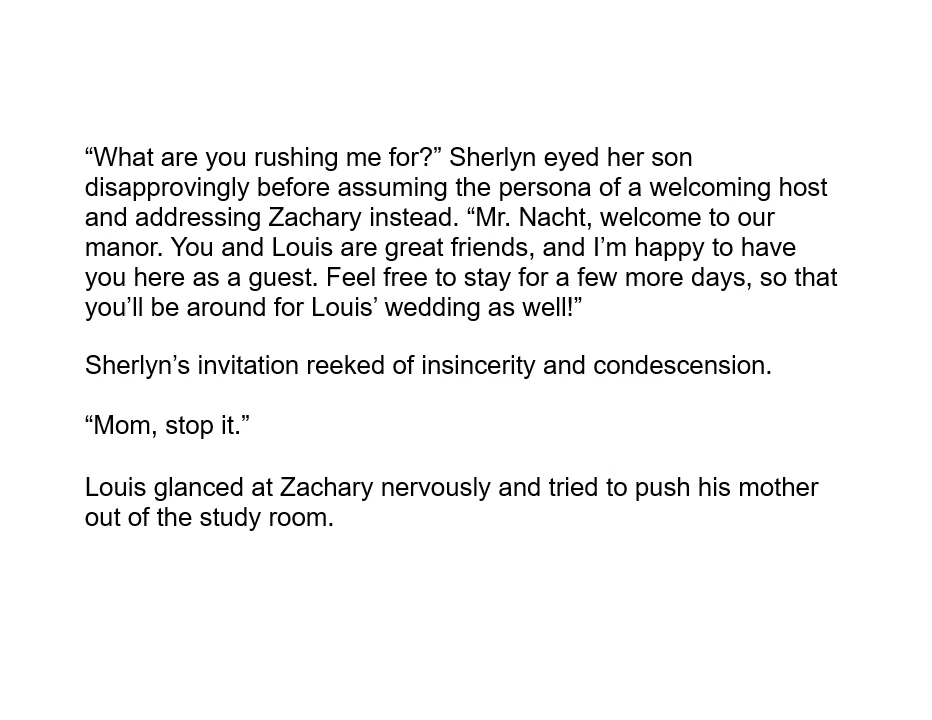 “What are you rushing me for?” Sherlyn eyed her son
disapprovingly before assuming the persona of a welcoming host
and addressing Zachary instead. “Mr. Nacht, welcome to our
manor. You and Louis are great friends, and I’m happy to have
you here as a guest. Feel free to stay for a few more days, so that
you’ll be around for Louis’ wedding as well!”
Sherlyn’s invitation reeked of insincerity and condescension.
“Mom, stop it.”
Louis glanced at Zachary nervously and tried to push his mother
out of the study room.